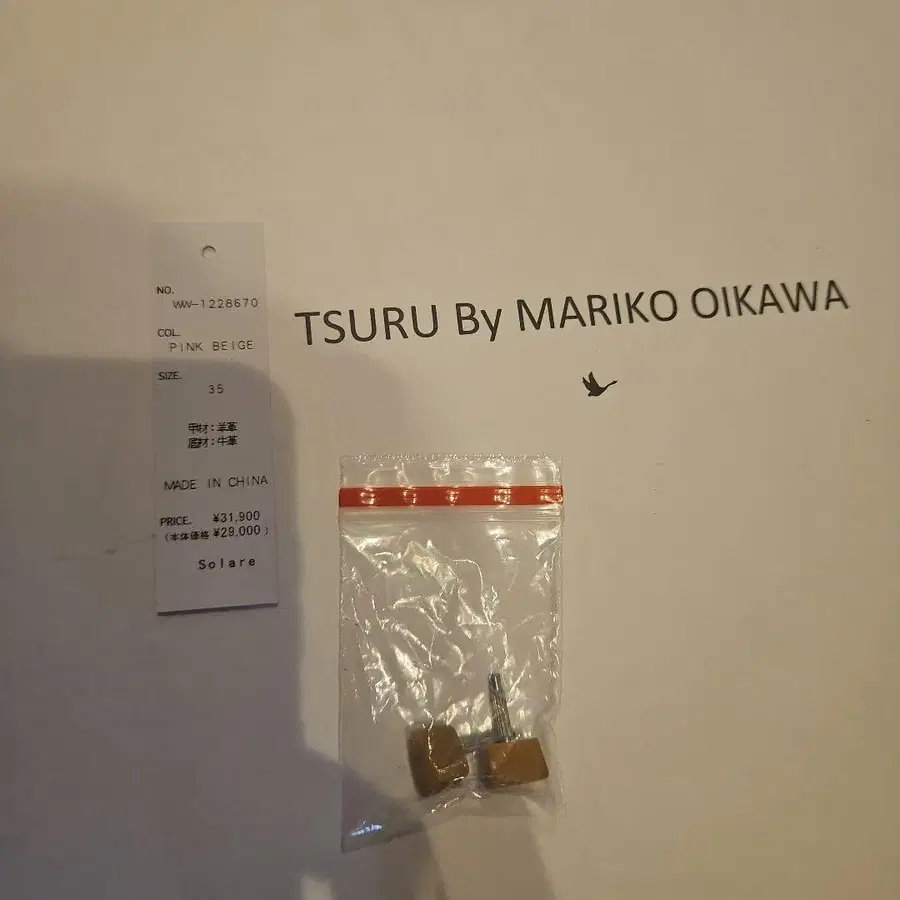 NO.
WW-1228670
COL.
PINK BEIGE
SIZE.
35
甲材:羊革
底材:牛革
MADE IN CHINA
PRICE. ¥31,900
(本体価格 ¥29,000 )
Solare
TSURU By MARIKO OIKAWA